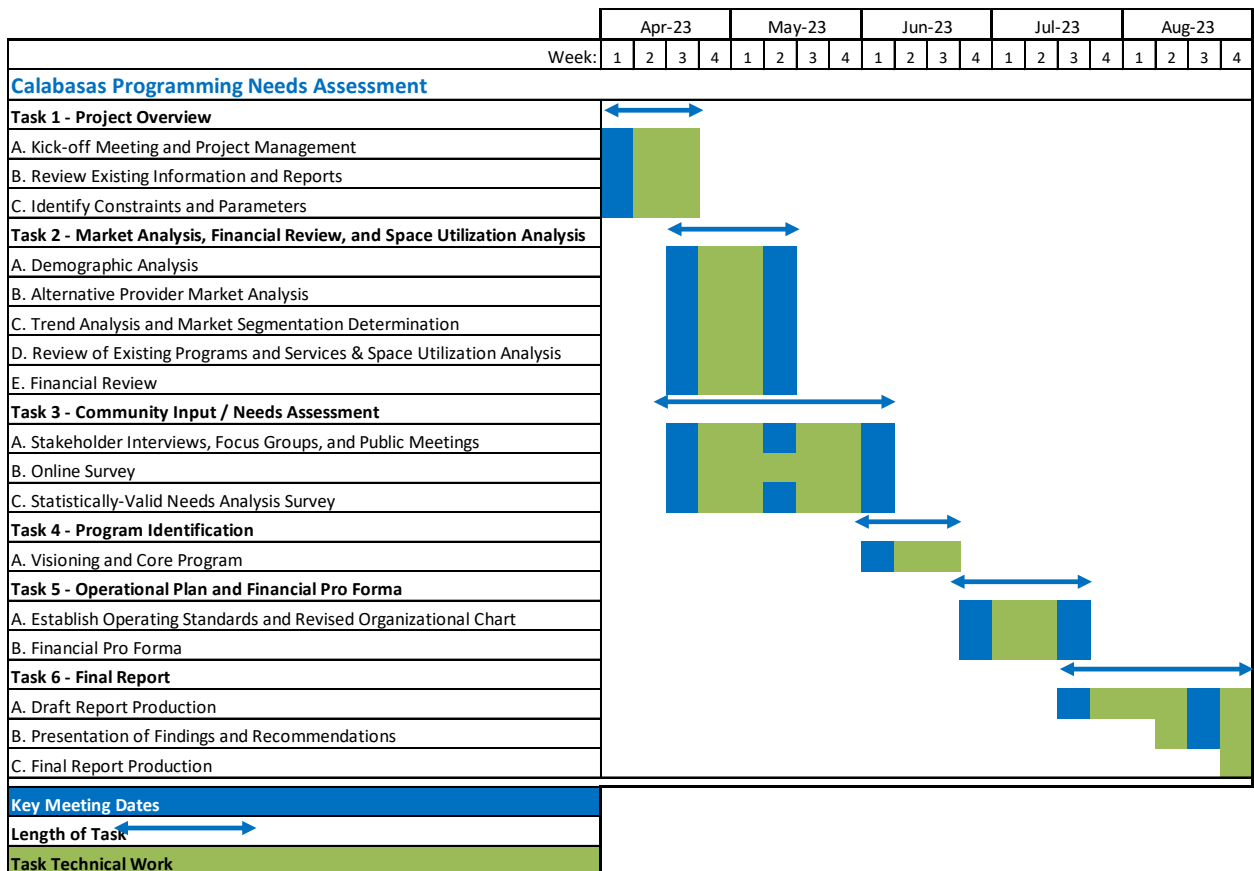 Apr-23 May-23 Jun-23 Jul-23 Aug-23
Week: 1 2 3 4 1 2 3 4 1 2 3 4 1 2 3 4 1 2 3 4
Calabasas Programming Needs Assessment
Task 1 - Project Overview
A. Kick-off Meeting and Project Management
B. Review Existing Information and Reports
C. Identify Constraints and Parameters
Task 2 - Market Analysis, Financial Review, and Space Utilization Analysis
A. Demographic Analysis
B. Alternative Provider Market Analysis
C. Trend Analysis and Market Segmentation Determination
D. Review of Existing Programs and Services & Space Utilization Analysis
E. Financial Review
Task 3 - Community Input / Needs Assessment
A. Stakeholder Interviews, Focus Groups, and Public Meetings
B. Online Survey
C. Statistically-Valid Needs Analysis Survey
Task 4 - Program Identification
A. Visioning and Core Program
Task 5 - Operational Plan and Financial Pro Forma
A. Establish Operating Standards and Revised Organizational Chart
B. Financial Pro Forma
Task 6 - Final Report
A. Draft Report Production
B. Presentation of Findings and Recommendations
C. Final Report Production
Key Meeting Dates
Length of Task
Task Technical Work